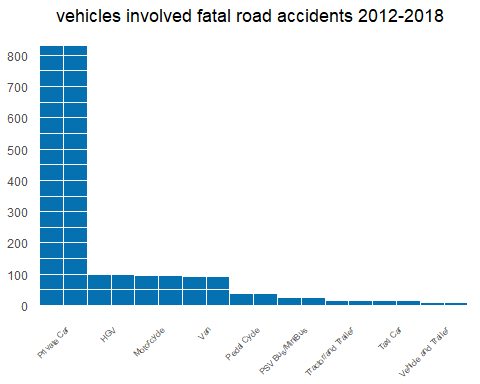 vehicles involved fatal road accidents 2012-2018
800
700
600
500
400
300
200
100
0
Private Car
HGV
Motorcycle
Van
Pedal Cycle
PSV Bus/MiniBus
Tractor/and Trailer
Taxi Car
Vehicle and Trailer